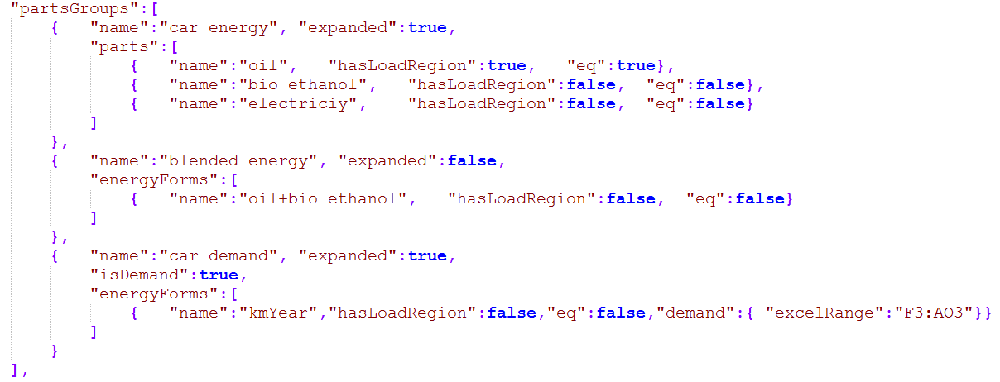 "partsGroups":[
    {   "name":"car energy", "expanded":true,
        "parts":[
            {   "name":"oil",   "hasLoadRegion":true,   "eq":true},
            {   "name":"bio ethanol",   "hasLoadRegion":false,  "eq":false},
            {   "name":"electriciy",    "hasLoadRegion":false,  "eq":false}
        ]
    },
    {   "name":"blended energy", "expanded":false,
        "energyForms":[
            {   "name":"oil+bio ethanol",   "hasLoadRegion":false,  "eq":false}
        ]
    },
    {   "name":"car demand", "expanded":true,
        "isDemand":true,
        "energyForms":[
            {   "name":"kmYear","hasLoadRegion":false,"eq":false,"demand":{ "excelRange":"F3:AO3"}}
        ]
    }
],